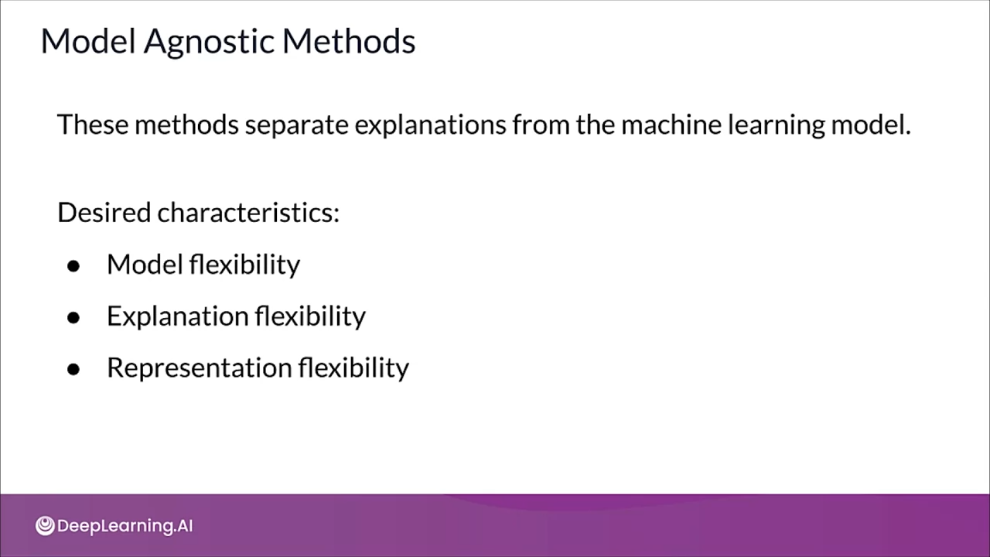 Model Agnostic Methods
These methods separate explanations from the machine learning model.
Desired characteristics:
● Model flexibility
● Explanation flexibility
● Representation flexibility
DeepLearning.AI